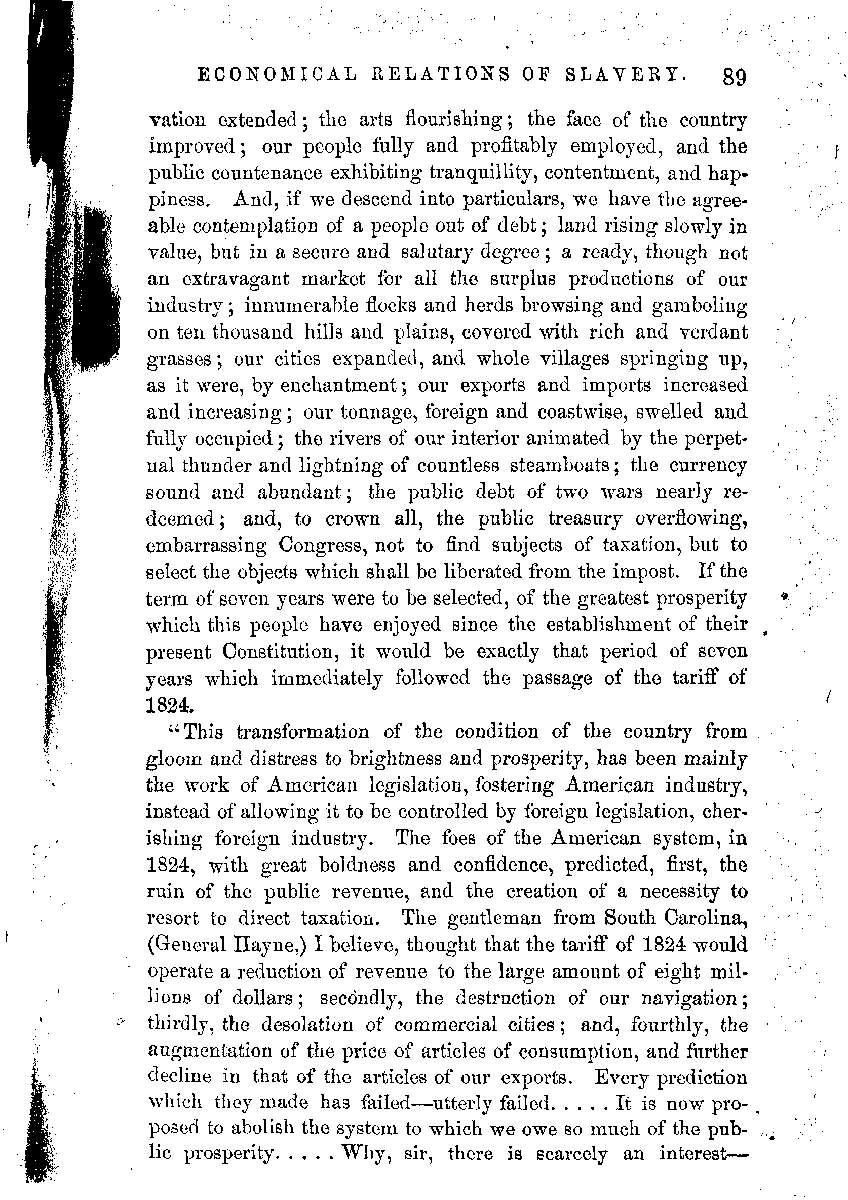 ECONOMICAL RELATIONS OF SLAVERY. 89
vation extended; the arts flourishing; the face of the country
improved; our people fully and profitably employed, and the
public countenance exhibiting tranquillity, contentment, and hap-
piness. And, if we descend into particulars, we have the agree-
able contemplation of a people out of debt; land rising slowly in
value, but in a secure and salutary degree; a ready, though not
an extravagant market for all the surplus productions of our
industry; innumerable flocks and herds browsing and gamboling
on ten thousand hills and plains, covered with rich and verdant
grasses; our cities expanded, and whole villages springing up,
as it were, by enchantment; our exports and imports increased
and increasing; our tonnage, foreign and coastwise, swelled and
fully occupied; the rivers of our interior animated by the perpet-
ual thunder and lightning of countless steamboats; the currency
sound and abundant; the public debt of two wars nearly re-
deemed; and, to crown all, the public treasury overflowing,
embarrassing Congress, not to find subjects of taxation, but to
select the objects which shall be liberated from the impost. If the
term of seven years were to be selected, of the greatest prosperity
which this people have enjoyed since the establishment of their
present Constitution, it would be exactly that period of seven
years which immediately followed the passage of the tariff of
1824.
"This transformation of the condition of the country from
gloom and distress to brightness and prosperity, has been mainly
the work of American legislation, fostering American industry,
instead of allowing it to be controlled by foreign legislation, cher-
ishing foreign industry. The foes of the American system, in
1824, with great boldness and confidence, predicted, first, the
ruin of the public revenue, and the creation of a necessity to
resort to direct taxation. The gentleman from South Carolina,
(General Hayne,) I believe, thought that the tariff of 1824 would
operate a reduction of revenue to the large amount of eight mil-
lions of dollars; secondly, the destruction of our navigation;
thirdly, the desolation of commercial cities; and, fourthly, the
augmentation of the price of articles of consumption, and further
decline in that of the articles of our exports. Every prediction
which they made has failed—utterly failed. . . . . It is now pro-
posed to abolish the system to which we owe so much of the pub-
lic prosperity. . . . . Why, sir, there is scarcely an interest—